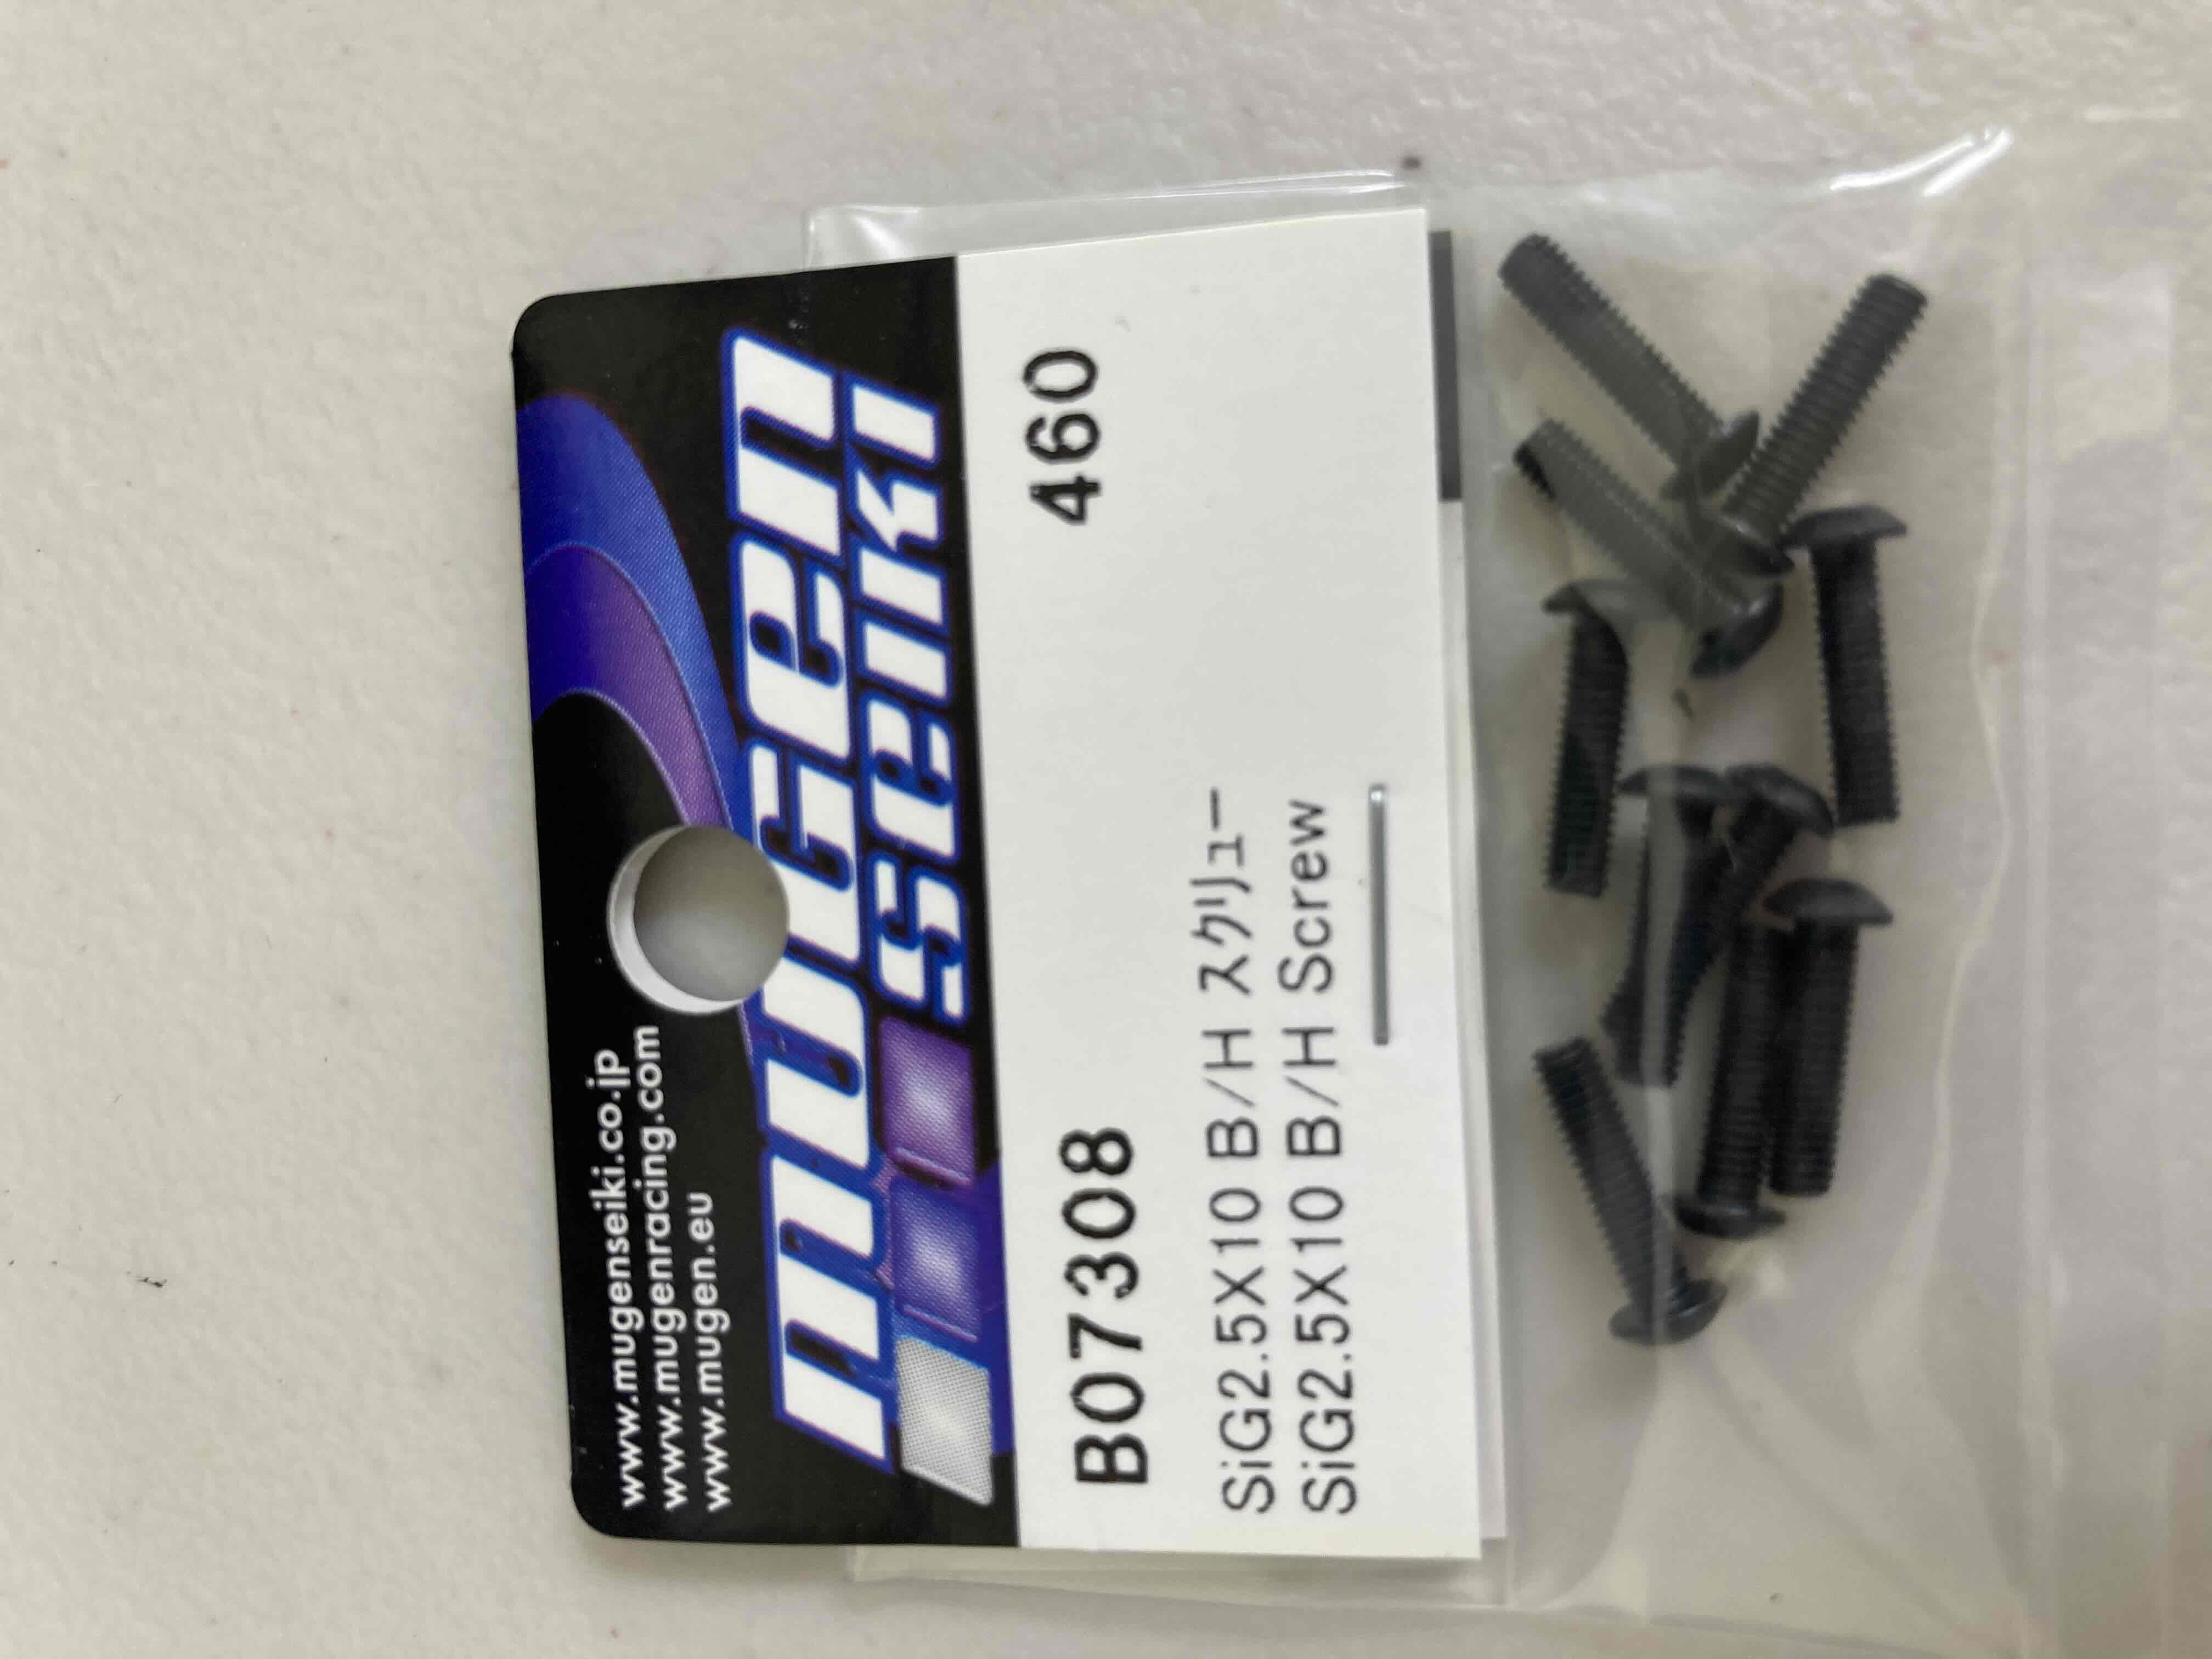 www.mugenseiki.co.jp
www.mugenracing.com
www.mugen.eu
mugen
seiki
B07308 460
SiG2.5X10 B/H スクリュー
SiG2.5X10 B/H Screw